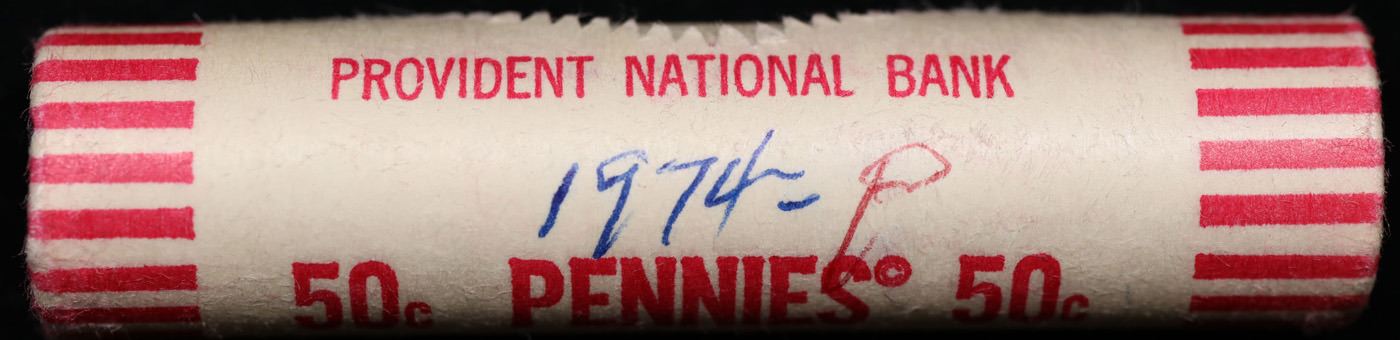 PROVIDENT NATIONAL BANK
1974- P
50c PENNIES© 50c